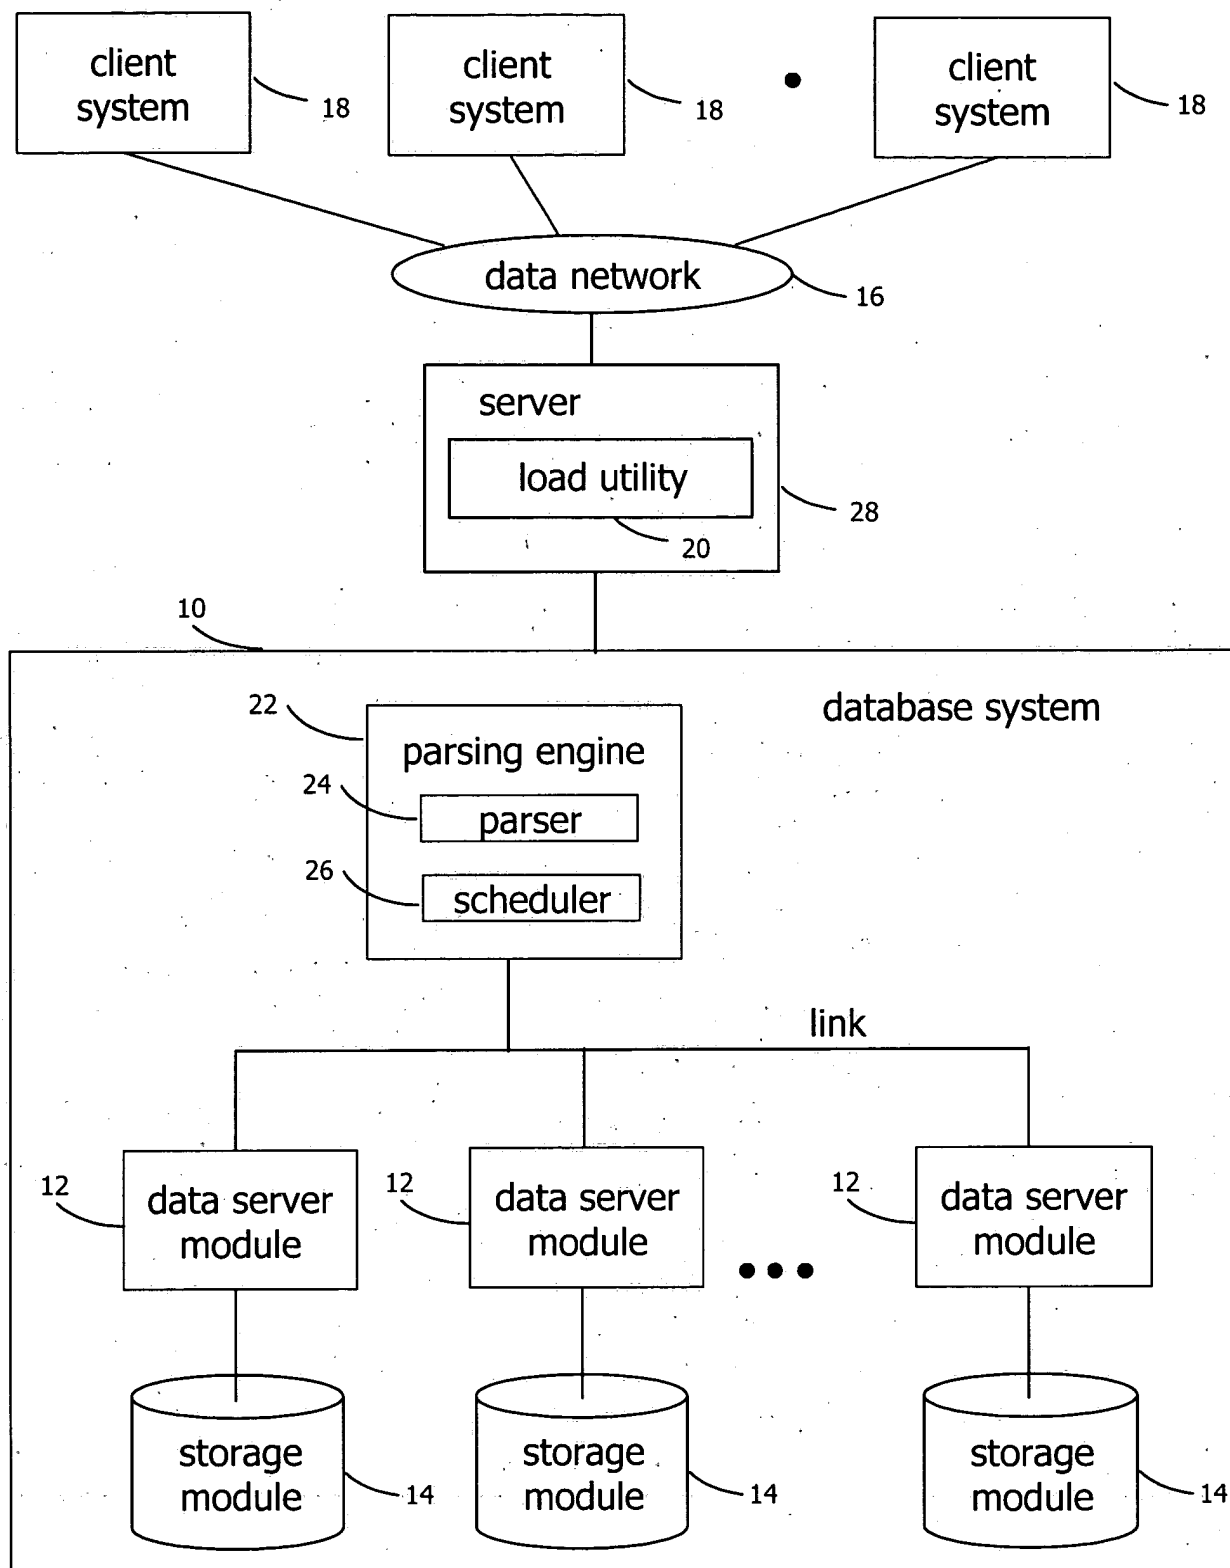 client
system
18
client
system
18
client
system
18
data network
16
server
load utility
28
20
10
database system
22
parsing engine
24
parser
26
scheduler
link
12
data server
module
12
data server
module
12
data server
module
storage
module
14
storage
module
14
storage
module
14